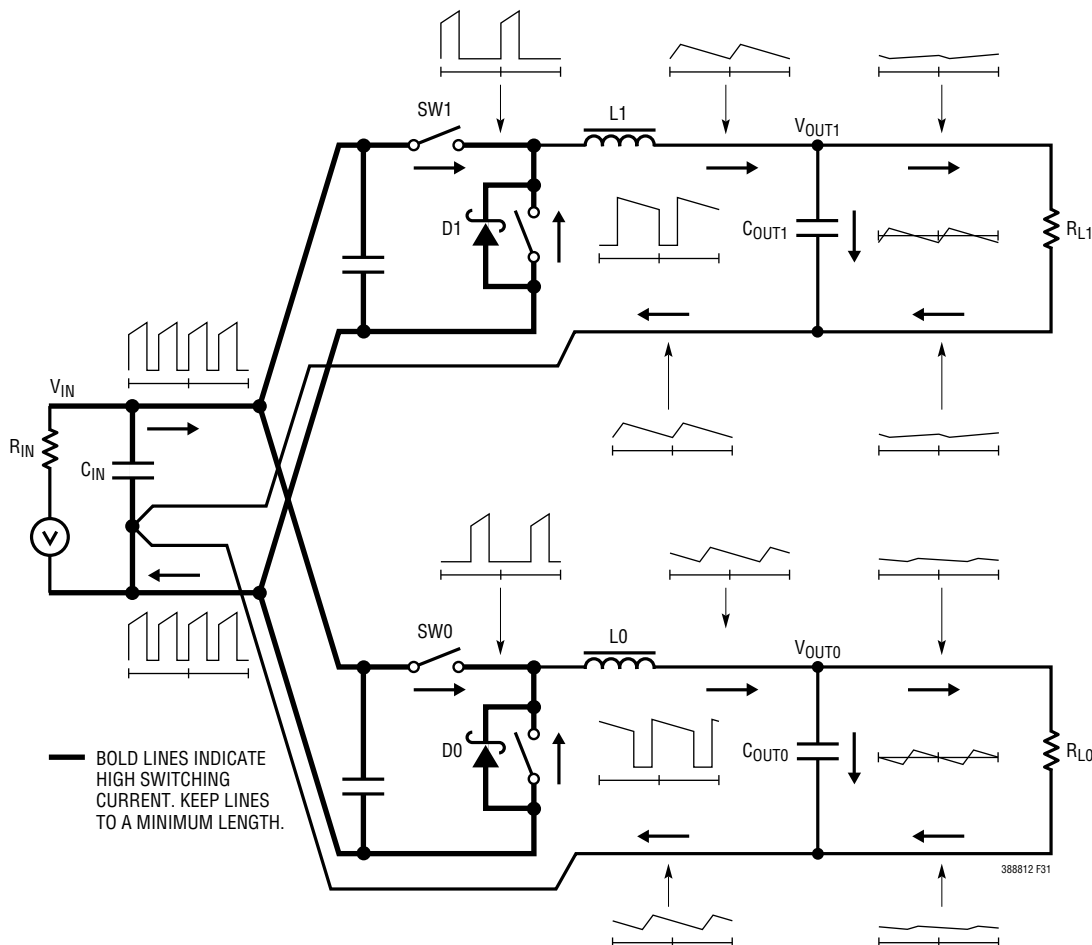 SW1
L1
VOUT1
D1
COUT1
RL1
VIN
RIN
CIN
V
SW0
L0
VOUT0
D0
COUT0
RL0
BOLD LINES INDICATE
HIGH SWITCHING
CURRENT. KEEP LINES
TO A MINIMUM LENGTH.
388812 F31